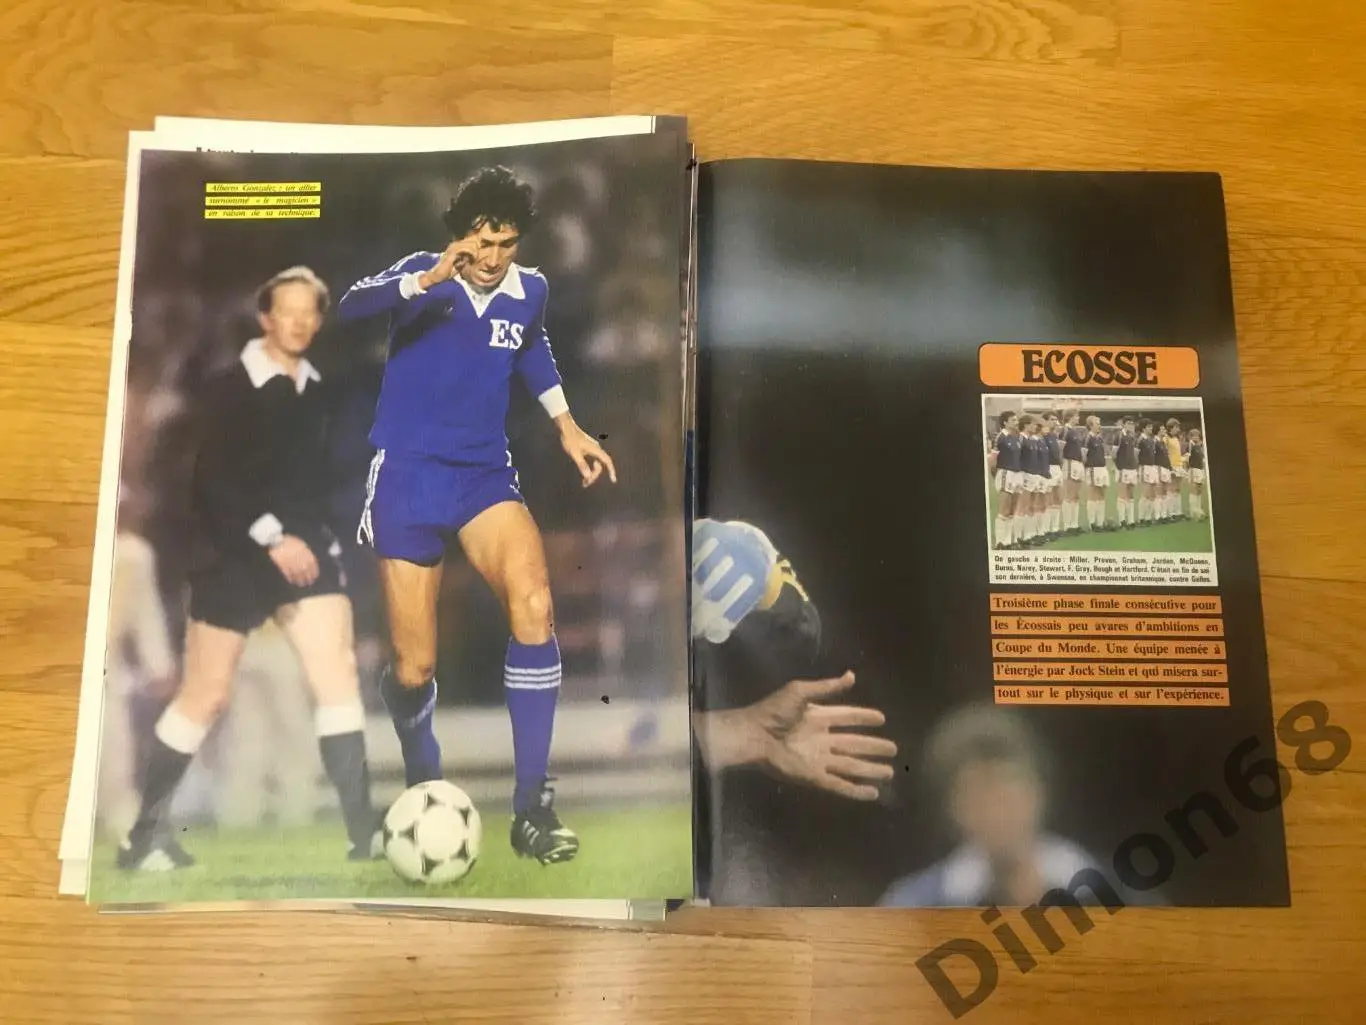 Alberto Gonzalez : un ailier
surnommé « le magicien »
en raison de sa technique.
ES
ECOSSE
De gauche à droite : Miller, Provan, Graham, Jordan, McQueen,
Burns, Narey, Stewart, F. Gray, Rough et Hartford. C'était en fin de sai
son dernière, à Swansea, en championnat britannique, contre Galles.
Troisième phase finale consécutive pour
les Écossais peu avares d'ambitions en
Coupe du Monde. Une équipe menée à
l'énergie par Jock Stein et qui misera sur-
tout sur le physique et sur l'expérience.
Dimon68